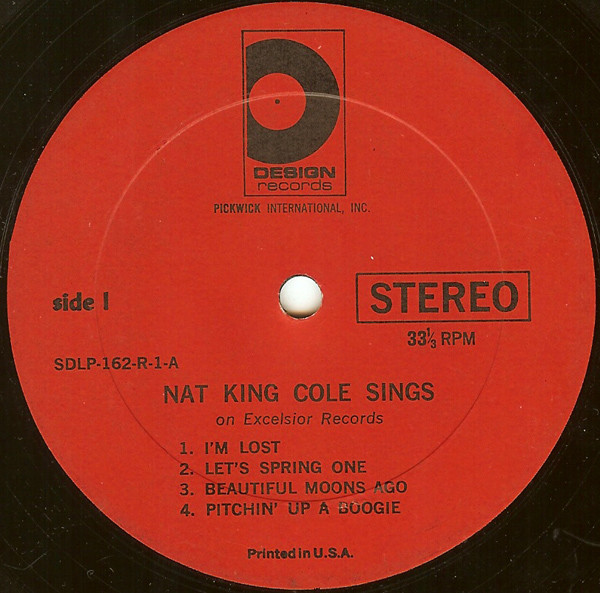 DESIGN
records
PICKWICK INTERNATIONAL, INC.
side 1
STEREO
33⅓ RPM
SDLP-162-R-1-A
NAT KING COLE SINGS
on Excelsior Records
1. I'M LOST
2. LET'S SPRING ONE
3. BEAUTIFUL MOONS AGO
4. PITCHIN' UP A BOOGIE
Printed in U.S.A.